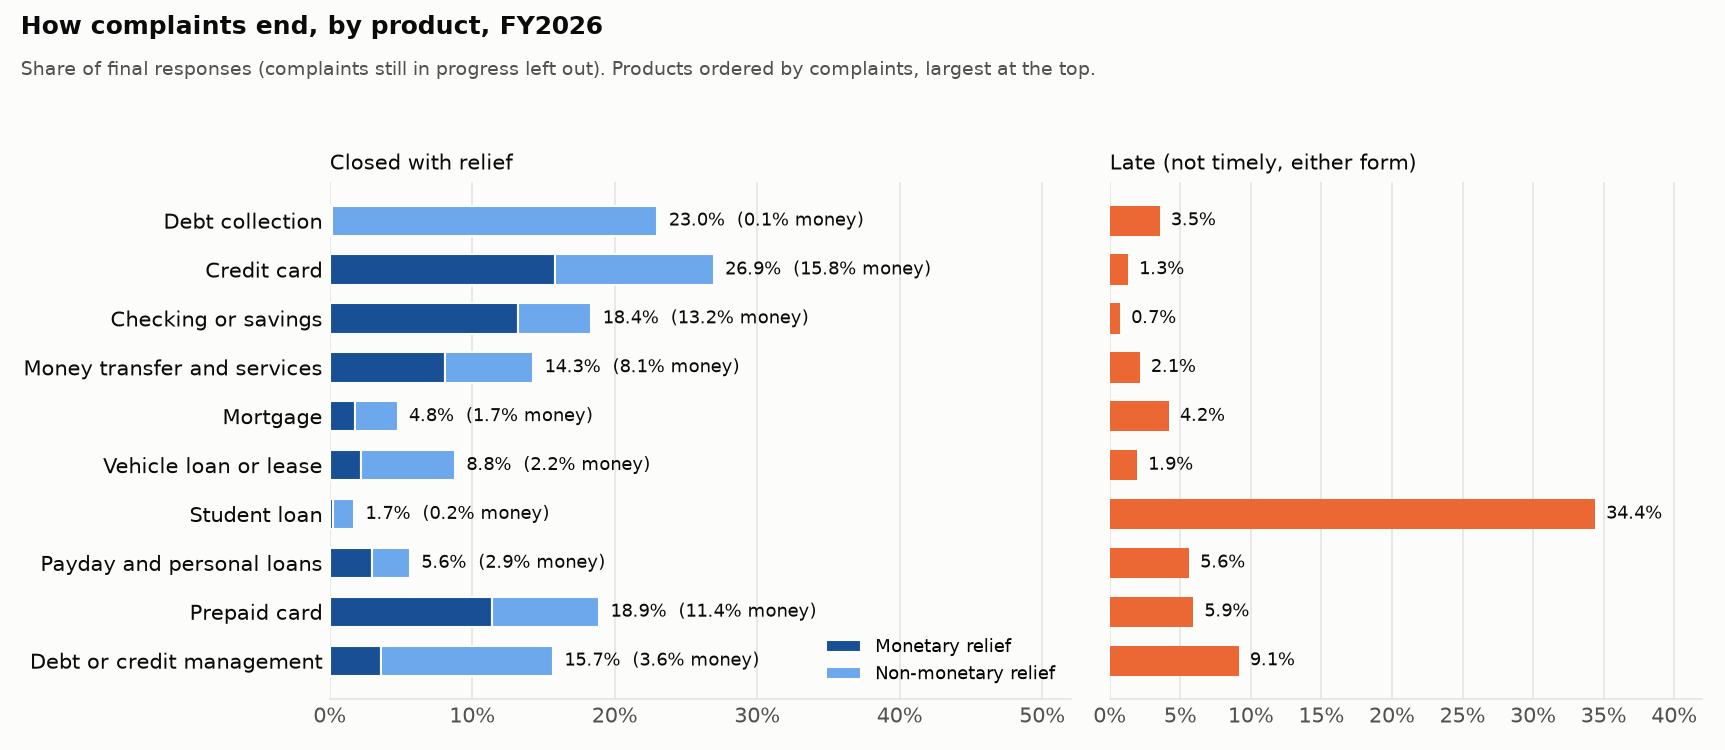 How complaints end, by product, FY2026
Share of final responses (complaints still in progress left out). Products ordered by complaints, largest at the top.
Closed with relief
Late (not timely, either form)
Debt collection 23.0% (0.1% money) 3.5%
Credit card 26.9% (15.8% money) 1.3%
Checking or savings 18.4% (13.2% money) 0.7%
Money transfer and services 14.3% (8.1% money) 2.1%
Mortgage 4.8% (1.7% money) 4.2%
Vehicle loan or lease 8.8% (2.2% money) 1.9%
Student loan 1.7% (0.2% money) 34.4%
Payday and personal loans 5.6% (2.9% money) 5.6%
Prepaid card 18.9% (11.4% money) 5.9%
Debt or credit management 15.7% (3.6% money) 9.1%
Monetary relief
Non-monetary relief
0% 10% 20% 30% 40% 50%
0% 5% 10% 15% 20% 25% 30% 35% 40%